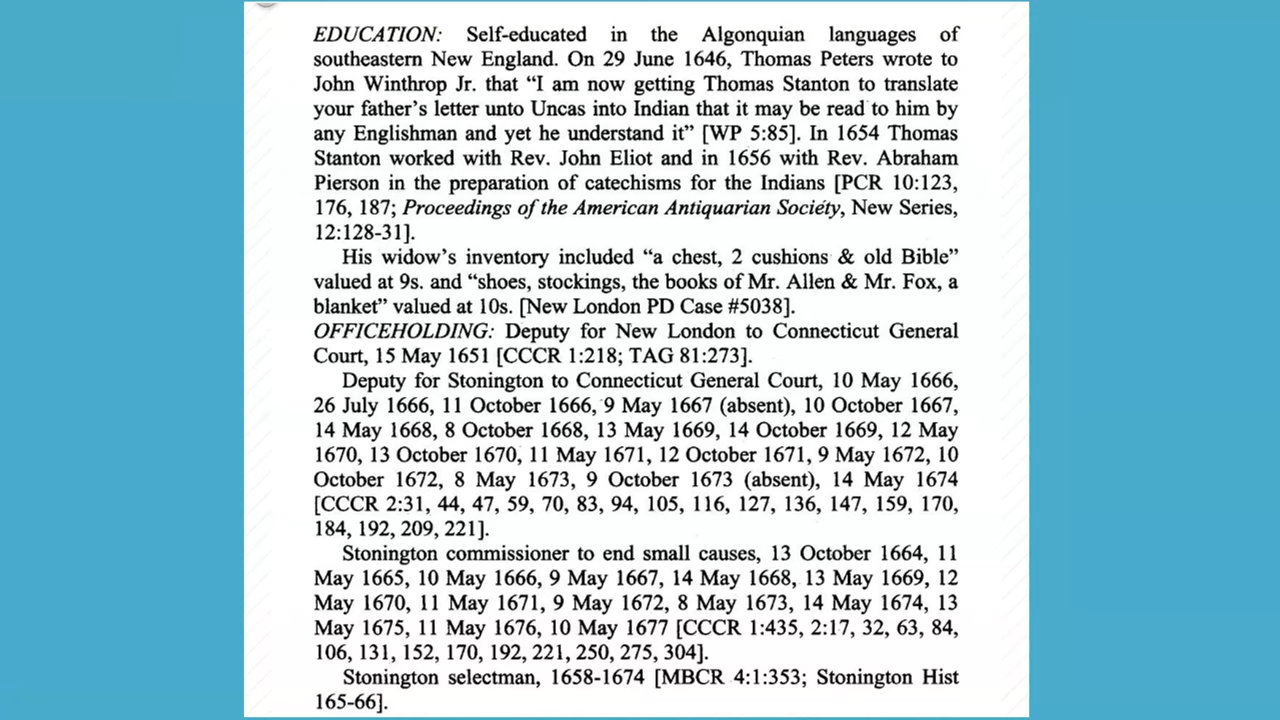 EDUCATION: Self-educated in the Algonquian languages of
southeastern New England. On 29 June 1646, Thomas Peters wrote to
John Winthrop Jr. that “I am now getting Thomas Stanton to translate
your father’s letter unto Uncas into Indian that it may be read to him by
any Englishman and yet he understand it” [WP 5:85]. In 1654 Thomas
Stanton worked with Rev. John Eliot and in 1656 with Rev. Abraham
Pierson in the preparation of catechisms for the Indians [PCR 10:123,
176, 187; Proceedings of the American Antiquarian Society, New Series,
12:128-31].
His widow’s inventory included “a chest, 2 cushions & old Bible”
valued at 9s. and “shoes, stockings, the books of Mr. Allen & Mr. Fox, a
blanket” valued at 10s. [New London PD Case #5038].
OFFICEHOLDING: Deputy for New London to Connecticut General
Court, 15 May 1651 [CCCR 1:218; TAG 81:273].
Deputy for Stonington to Connecticut General Court, 10 May 1666,
26 July 1666, 11 October 1666, 9 May 1667 (absent), 10 October 1667,
14 May 1668, 8 October 1668, 13 May 1669, 14 October 1669, 12 May
1670, 13 October 1670, 11 May 1671, 12 October 1671, 9 May 1672, 10
October 1672, 8 May 1673, 9 October 1673 (absent), 14 May 1674
[CCCR 2:31, 44, 47, 59, 70, 83, 94, 105, 116, 127, 136, 147, 159, 170,
184, 192, 209, 221].
Stonington commissioner to end small causes, 13 October 1664, 11
May 1665, 10 May 1666, 9 May 1667, 14 May 1668, 13 May 1669, 12
May 1670, 11 May 1671, 9 May 1672, 8 May 1673, 14 May 1674, 13
May 1675, 11 May 1676, 10 May 1677 [CCCR 1:435, 2:17, 32, 63, 84,
106, 131, 152, 170, 192, 221, 250, 275, 304].
Stonington selectman, 1658-1674 [MBCR 4:1:353; Stonington Hist
165-66].